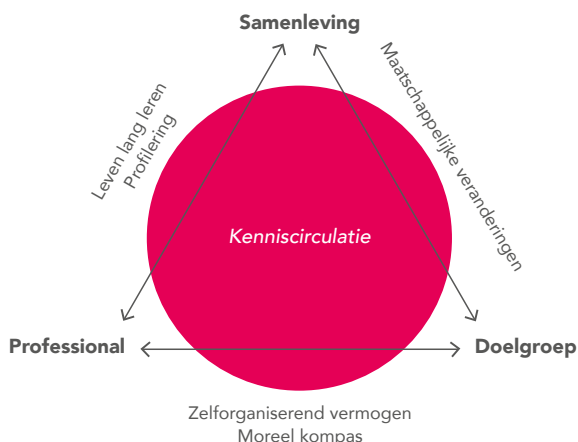 Samenleving
Leven lang leren
Profilering
Maatschappelijke
veranderingen
Kenniscirculatie
Professional
Doelgroep
Zelforganiserend vermogen
Moreel kompas